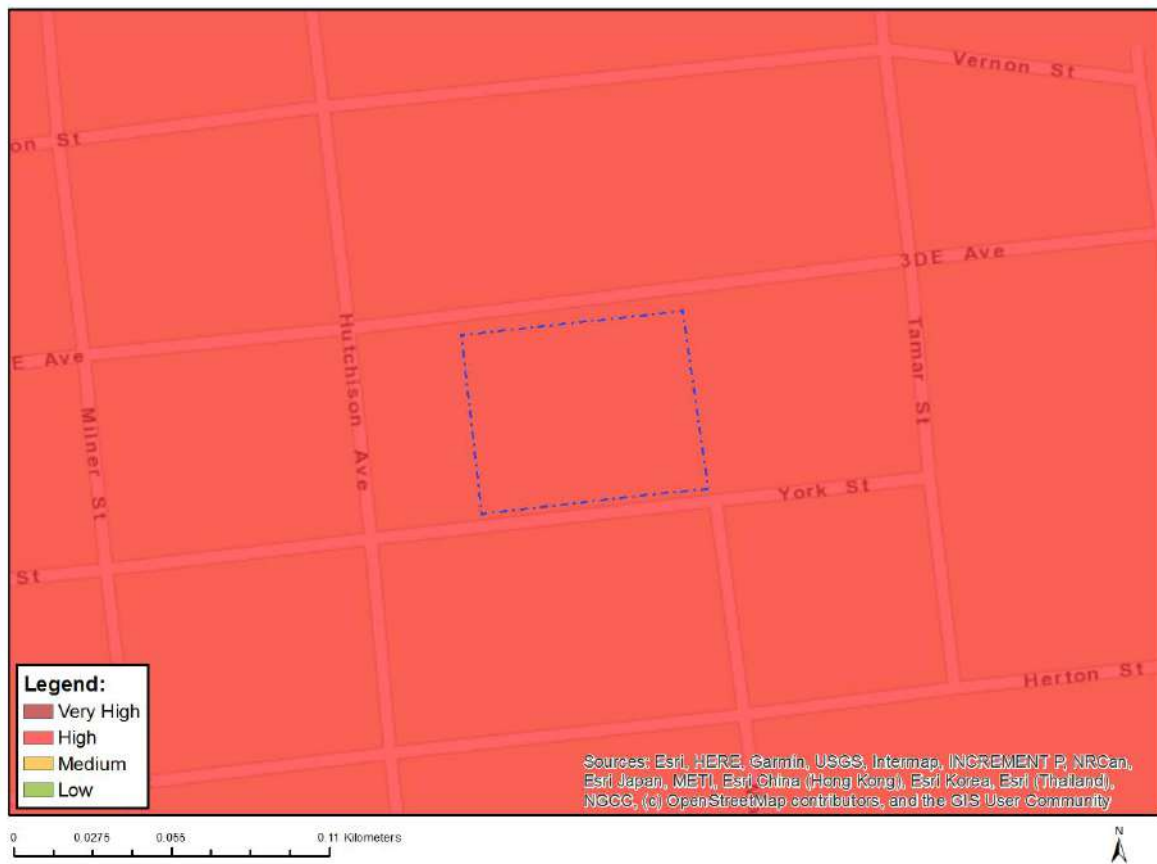 Vernon St
on St
3DE Ave
E Ave
Hutchison Ave
Tamar St
Milner St
York St
St
Herton St
Legend:
Very High
High
Medium
Low
Sources: Esri, HERE, Garmin, USGS, Intermap, INCREMENT P, NRCan,
Esri Japan, METI, Esri China (Hong Kong), Esri Korea, Esri (Thailand),
NGCC, (c) OpenStreetMap contributors, and the GIS User Community
0 0.0275 0.055 0.11 Kilometers
N